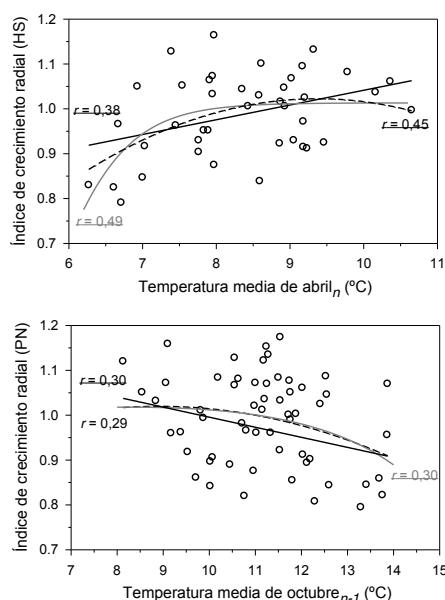 Índice de crecimiento radial (HS)
1.2
1.1
1.0
0.9
0.8
0.7
r = 0,38
r = 0,45
r = 0,49
6 7 8 9 10 11
Temperatura media de abril n (ºC)
Índice de crecimiento radial (PN)
1.2
1.1
1.0
0.9
0.8
0.7
r = 0,30
r = 0,29
r = 0,30
7 8 9 10 11 12 13 14 15
Temperatura media de octubre n-1 (ºC)